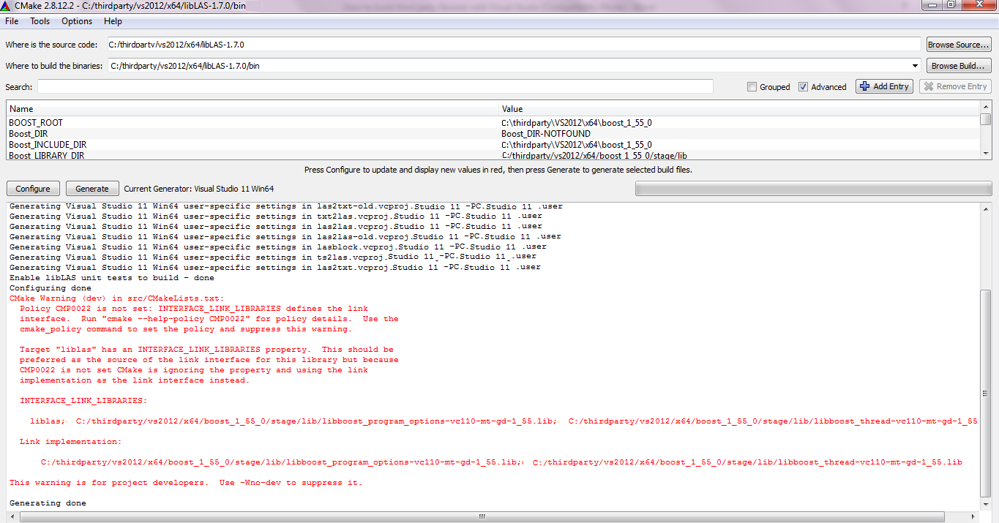 CMake 2.8.12.2 - C:/thirdparty/vs2012/x64/libLAS-1.7.0/bin
File Tools Options Help
Where is the source code: C:/thirdparty/vs2012/x64/libLAS-1.7.0 Browse Source...
Where to build the binaries: C:/thirdparty/vs2012/x64/libLAS-1.7.0/bin Browse Build...
Search: Grouped Advanced Add Entry Remove Entry
Name Value
BOOST_ROOT C:\thirdparty\VS2012\x64\boost_1_55_0
Boost_DIR Boost_DIR-NOTFOUND
Boost_INCLUDE_DIR C:\thirdparty\VS2012\x64\boost_1_55_0
Boost_LIBRARY_DIR C:/thirdparty/vs2012/x64/boost_1_55_0/stage/lib
Press Configure to update and display new values in red, then press Generate to generate selected build files.
Configure Generate Current Generator: Visual Studio 11 Win64
Generating Visual Studio 11 Win64 user-specific settings in las2txt-old.vcproj.Studio 11 -PC.Studio 11 .user
Generating Visual Studio 11 Win64 user-specific settings in txt2las.vcproj.Studio 11 -PC.Studio 11 .user
Generating Visual Studio 11 Win64 user-specific settings in las2las.vcproj.Studio 11 -PC.Studio 11 .user
Generating Visual Studio 11 Win64 user-specific settings in las2las-old.vcproj.Studio 11 -PC.Studio 11 .user
Generating Visual Studio 11 Win64 user-specific settings in lasblock.vcproj.Studio 11 -PC.Studio 11 .user
Generating Visual Studio 11 Win64 user-specific settings in ts2las.vcproj.Studio 11 -PC.Studio 11 .user
Generating Visual Studio 11 Win64 user-specific settings in las2txt.vcproj.Studio 11 -PC.Studio 11 .user
Enable libLAS unit tests to build - done
Configuring done
CMake Warning (dev) in src/CMakeLists.txt:
Policy CMP0022 is not set: INTERFACE_LINK_LIBRARIES defines the link
interface. Run "cmake --help-policy CMP0022" for policy details. Use the
cmake_policy command to set the policy and suppress this warning.
Target "liblas" has an INTERFACE_LINK_LIBRARIES property. This should be
preferred as the source of the link interface for this library but because
CMP0022 is not set CMake is ignoring the property and using the link
implementation as the link interface instead.
INTERFACE_LINK_LIBRARIES:
liblas; C:/thirdparty/vs2012/x64/boost_1_55_0/stage/lib/libboost_program_options-vc110-mt-gd-1_55.lib; C:/thirdparty/vs2012/x64/boost_1_55_0/stage/lib/libboost_thread-vc110-mt-gd-1_55
Link implementation:
C:/thirdparty/vs2012/x64/boost_1_55_0/stage/lib/libboost_program_options-vc110-mt-gd-1_55.lib; C:/thirdparty/vs2012/x64/boost_1_55_0/stage/lib/libboost_thread-vc110-mt-gd-1_55.lib
This warning is for project developers. Use -Wno-dev to suppress it.
Generating done